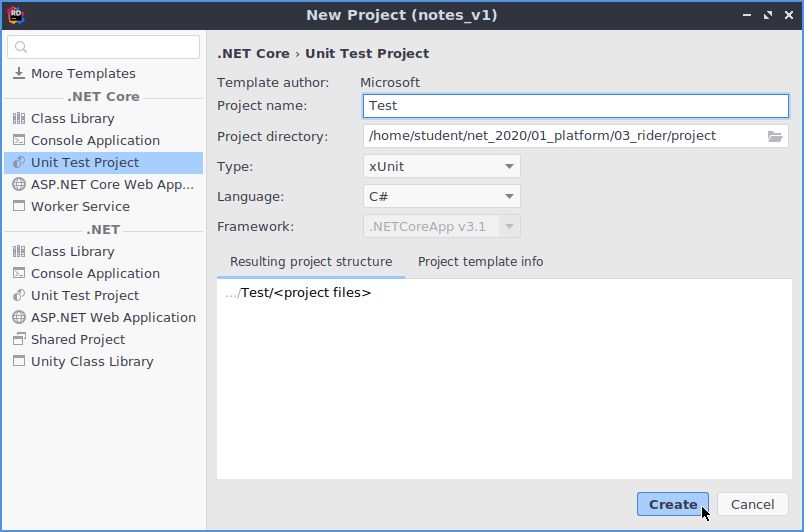 New Project (notes_v1)
More Templates
.NET Core
Class Library
Console Application
Unit Test Project
ASP.NET Core Web App...
Worker Service
.NET
Class Library
Console Application
Unit Test Project
ASP.NET Web Application
Shared Project
Unity Class Library
.NET Core › Unit Test Project
Template author: Microsoft
Project name: Test
Project directory: /home/student/net_2020/01_platform/03_rider/project
Type: xUnit
Language: C#
Framework: .NETCoreApp v3.1
Resulting project structure Project template info
.../Test/<project files>
Create Cancel